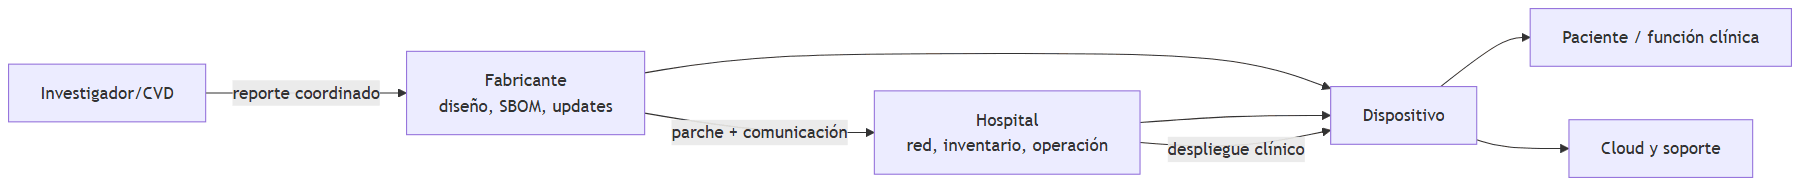 Investigador/CVD
reporte coordinado
Fabricante
diseño, SBOM, updates
parche + comunicación
Hospital
red, inventario, operación
despliegue clínico
Dispositivo
Paciente / función clínica
Cloud y soporte